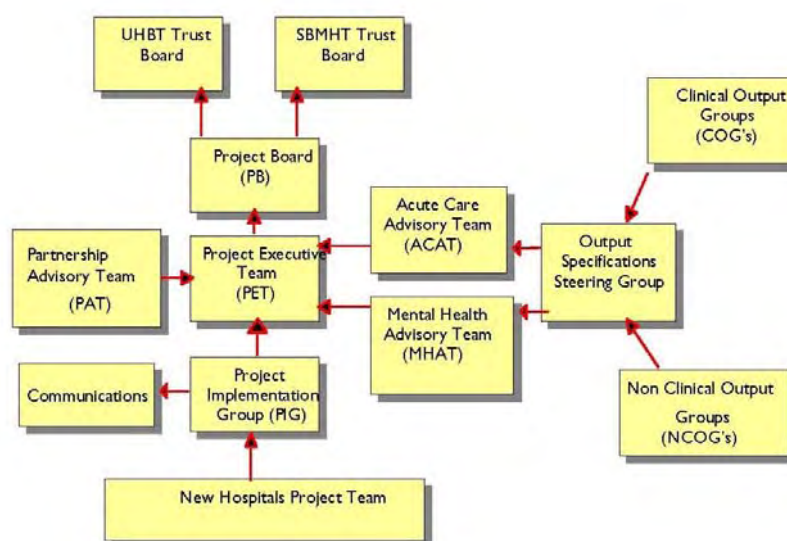 UHBT Trust
Board
SBMHT Trust
Board
Clinical Output
Groups
(COG's)
Project Board
(PB)
Acute Care
Advisory Team
(ACAT)
Output
Specifications
Steering Group
Partnership
Advisory Team
(PAT)
Project Executive
Team
(PET)
Mental Health
Advisory Team
(MHAT)
Communications
Project
Implementation
Group (PIG)
Non Clinical Output
Groups
(NCOG's)
New Hospitals Project Team